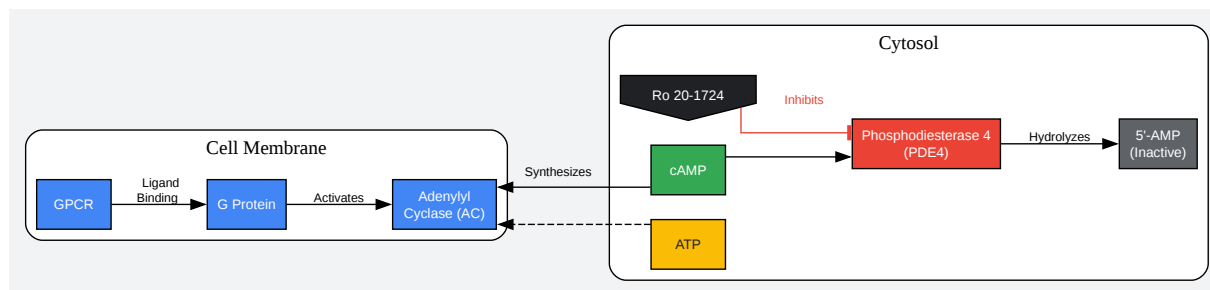 Cell Membrane
GPCR
Ligand
Binding
G Protein
Activates
Adenylyl
Cyclase (AC)
Synthesizes
Cytosol
Ro 20-1724
Inhibits
cAMP
ATP
Phosphodiesterase 4
(PDE4)
Hydrolyzes
5'-AMP
(Inactive)